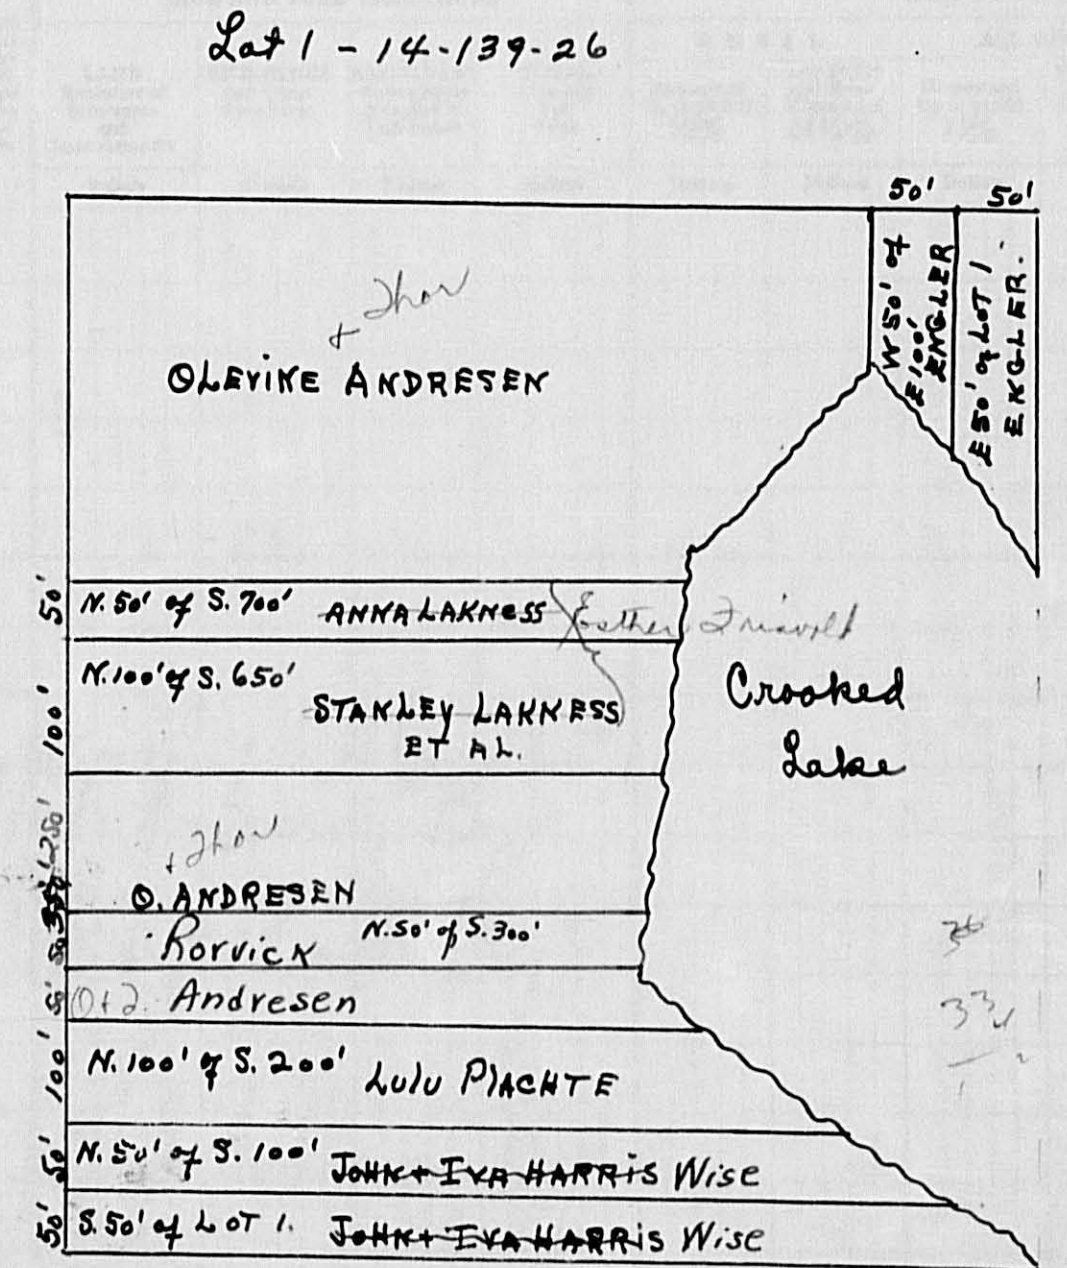 Lot 1 - 14-139-26
50' 50'
W 50' of
E 100'
ENGLER
E 50' of LOT 1
ENGLER.
+ Thor
OLEVINE ANDRESEN
50' N. 50' of S. 700' ANNA LAKNESS Esther
100' N. 100' of S. 650' STANLEY LAKNESS
ET AL.
Crooked
Lake
+ Thor
O. ANDRESEN
Rorvick N. 50' of S. 300'
Andresen
33
100' N. 100' of S. 200' LULU PLACHTE
50' N. 50' of S. 100' JOHN + IVA HARRIS Wise
50' S. 50' of LOT 1. JOHN + IVA HARRIS Wise